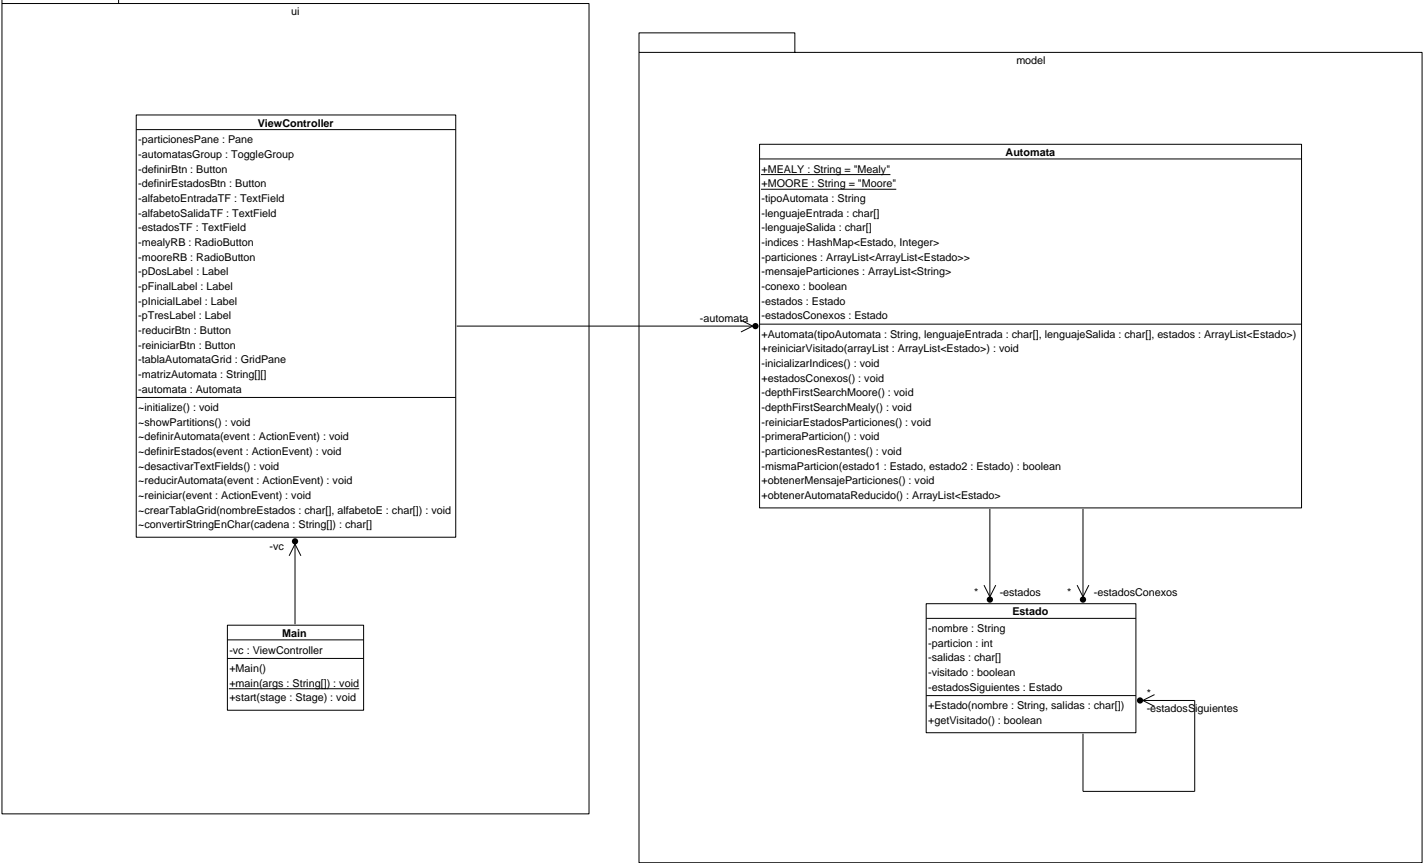 ui
ViewController
-particionesPane : Pane
-automatasGroup : ToggleGroup
-definirBtn : Button
-definirEstadosBtn : Button
-alfabetoEntradaTF : TextField
-alfabetoSalidaTF : TextField
-estadosTF : TextField
-mealyRB : RadioButton
-mooreRB : RadioButton
-pDosLabel : Label
-pFinalLabel : Label
-pInicialLabel : Label
-pTresLabel : Label
-reducirBtn : Button
-reiniciarBtn : Button
-tablaAutomataGrid : GridPane
-matrizAutomata : String[][]
-automata : Automata
~initialize() : void
~showPartitions() : void
~definirAutomata(event : ActionEvent) : void
~definirEstados(event : ActionEvent) : void
~desactivarTextFields() : void
~reducirAutomata(event : ActionEvent) : void
~reiniciar(event : ActionEvent) : void
~crearTablaGrid(nombreEstados : char[], alfabetoE : char[]) : void
~convertirStringEnChar(cadena : String[]) : char[]
-vc
Main
-vc : ViewController
+Main()
+main(args : String[]) : void
+start(stage : Stage) : void
-automata
model
Automata
+MEALY : String = "Mealy"
+MOORE : String = "Moore"
-tipoAutomata : String
-lenguajeEntrada : char[]
-lenguajeSalida : char[]
-indices : HashMap<Estado, Integer>
-particiones : ArrayList<ArrayList<Estado>>
-mensajeParticiones : ArrayList<String>
-conexo : boolean
-estados : Estado
-estadosConexos : Estado
+Automata(tipoAutomata : String, lenguajeEntrada : char[], lenguajeSalida : char[], estados : ArrayList<Estado>)
+reiniciarVisitado(arrayList : ArrayList<Estado>) : void
-inicializarIndices() : void
+estadosConexos() : void
-depthFirstSearchMoore() : void
-depthFirstSearchMealy() : void
-reiniciarEstadosParticiones() : void
-primeraParticion() : void
-particionesRestantes() : void
-mismaParticion(estado1 : Estado, estado2 : Estado) : boolean
+obtenerMensajeParticiones() : void
+obtenerAutomataReducido() : ArrayList<Estado>
* -estados
* -estadosConexos
Estado
-nombre : String
-particion : int
-salidas : char[]
-visitado : boolean
-estadosSiguientes : Estado
+Estado(nombre : String, salidas : char[])
+getVisitado() : boolean
*
-estadosSiguientes